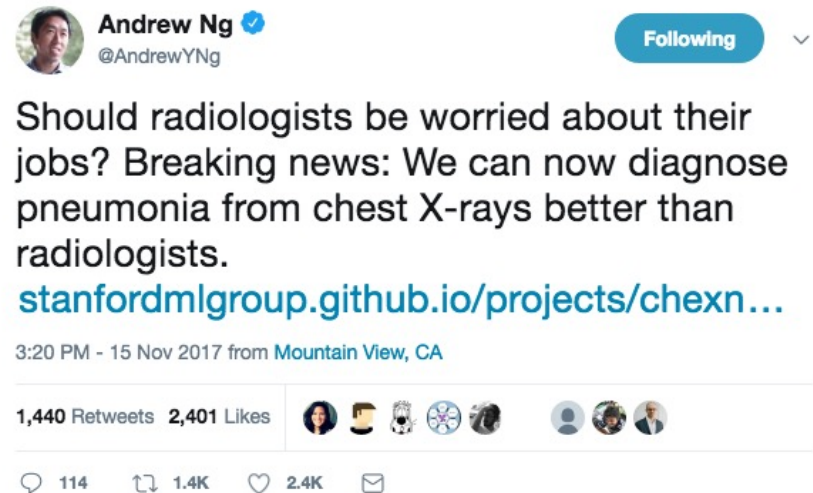 Andrew Ng
@AndrewYNg
Following
Should radiologists be worried about their
jobs? Breaking news: We can now diagnose
pneumonia from chest X-rays better than
radiologists.
stanfordmlgroup.github.io/projects/chexn...
3:20 PM - 15 Nov 2017 from Mountain View, CA
1,440 Retweets 2,401 Likes
114 1.4K 2.4K